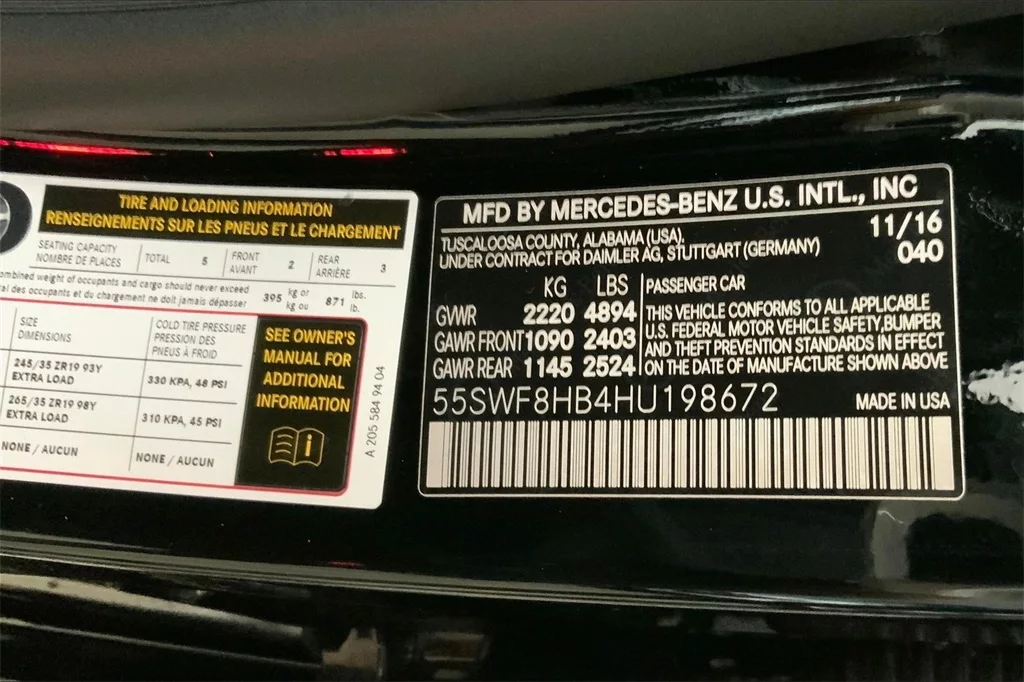 TIRE AND LOADING INFORMATION
RENSEIGNEMENTS SUR LES PNEUS ET LE CHARGEMENT
SEATING CAPACITY
NOMBRE DE PLACES
TOTAL 5
FRONT
AVANT
2
REAR
ARRIÈRE
3
combined weight of occupants and cargo should never exceed
des occupants et du chargement ne doit jamais dépasser
395 kg or
kg ou
871 lbs.
lb.
SIZE
DIMENSIONS
COLD TIRE PRESSURE
PRESSION DES
PNEUS À FROID
245/35 ZR19 93Y
EXTRA LOAD
330 KPA, 48 PSI
265/35 ZR19 98Y
EXTRA LOAD
310 KPA, 45 PSI
NONE / AUCUN
NONE / AUCUN
SEE OWNER'S
MANUAL FOR
ADDITIONAL
INFORMATION
A 205 584 94 04
MFD BY MERCEDES-BENZ U.S. INTL., INC
TUSCALOOSA COUNTY, ALABAMA (USA).
11/16
UNDER CONTRACT FOR DAIMLER AG, STUTTGART (GERMANY)
040
KG LBS
GWR 2220 4894
GAWR FRONT 1090 2403
GAWR REAR 1145 2524
PASSENGER CAR
THIS VEHICLE CONFORMS TO ALL APPLICABLE
U.S. FEDERAL MOTOR VEHICLE SAFETY,BUMPER
AND THEFT PREVENTION STANDARDS IN EFFECT
ON THE DATE OF MANUFACTURE SHOWN ABOVE
55SWF8HB4HU198672
MADE IN USA